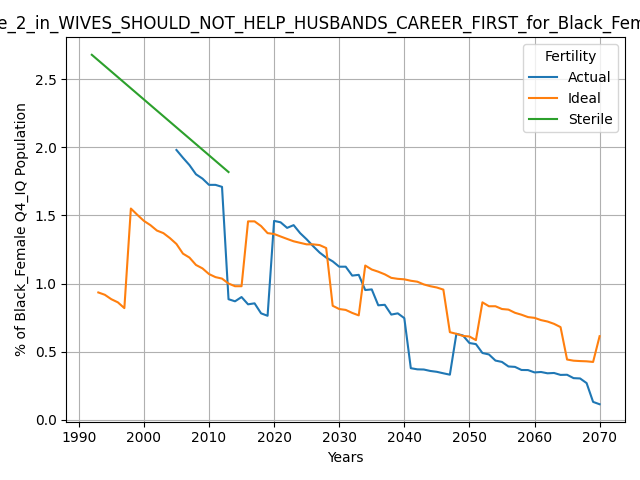 e_2_in_WIVES_SHOULD_NOT_HELP_HUSBANDS_CAREER_FIRST_for_Black_Fem
Fertility
Actual
Ideal
Sterile
% of Black_Female Q4_IQ Population
2.5
2.0
1.5
1.0
0.5
0.0
1990 2000 2010 2020 2030 2040 2050 2060 2070
Years